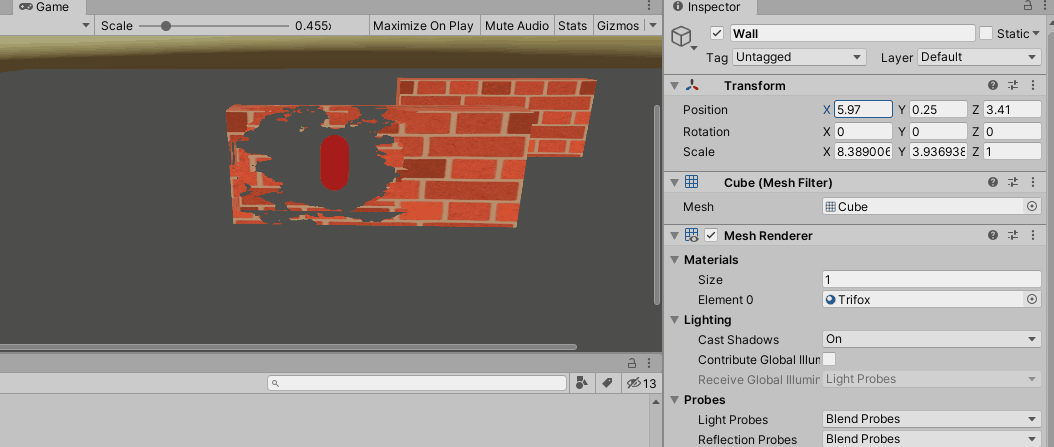 Game
Scale 0.455x Maximize On Play Mute Audio Stats Gizmos
13
Inspector
Wall Static
Tag Untagged Layer Default
Transform
Position X 5.97 Y 0.25 Z 3.41
Rotation X 0 Y 0 Z 0
Scale X 8.389006 Y 3.936938 Z 1
Cube (Mesh Filter)
Mesh Cube
Mesh Renderer
Materials
Size 1
Element 0 Trifox
Lighting
Cast Shadows On
Contribute Global Illum
Receive Global Illumin Light Probes
Probes
Light Probes Blend Probes
Reflection Probes Blend Probes